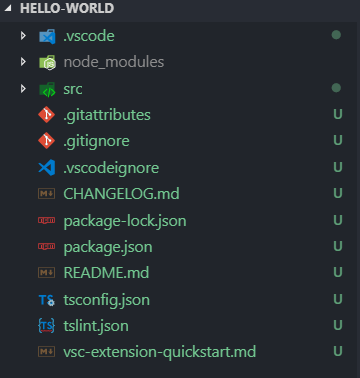 HELLO-WORLD
.vscode
node_modules
src
.gitattributes U
.gitignore U
.vscodeignore U
CHANGELOG.md U
package-lock.json U
package.json U
README.md U
tsconfig.json U
tslint.json U
vsc-extension-quickstart.md U